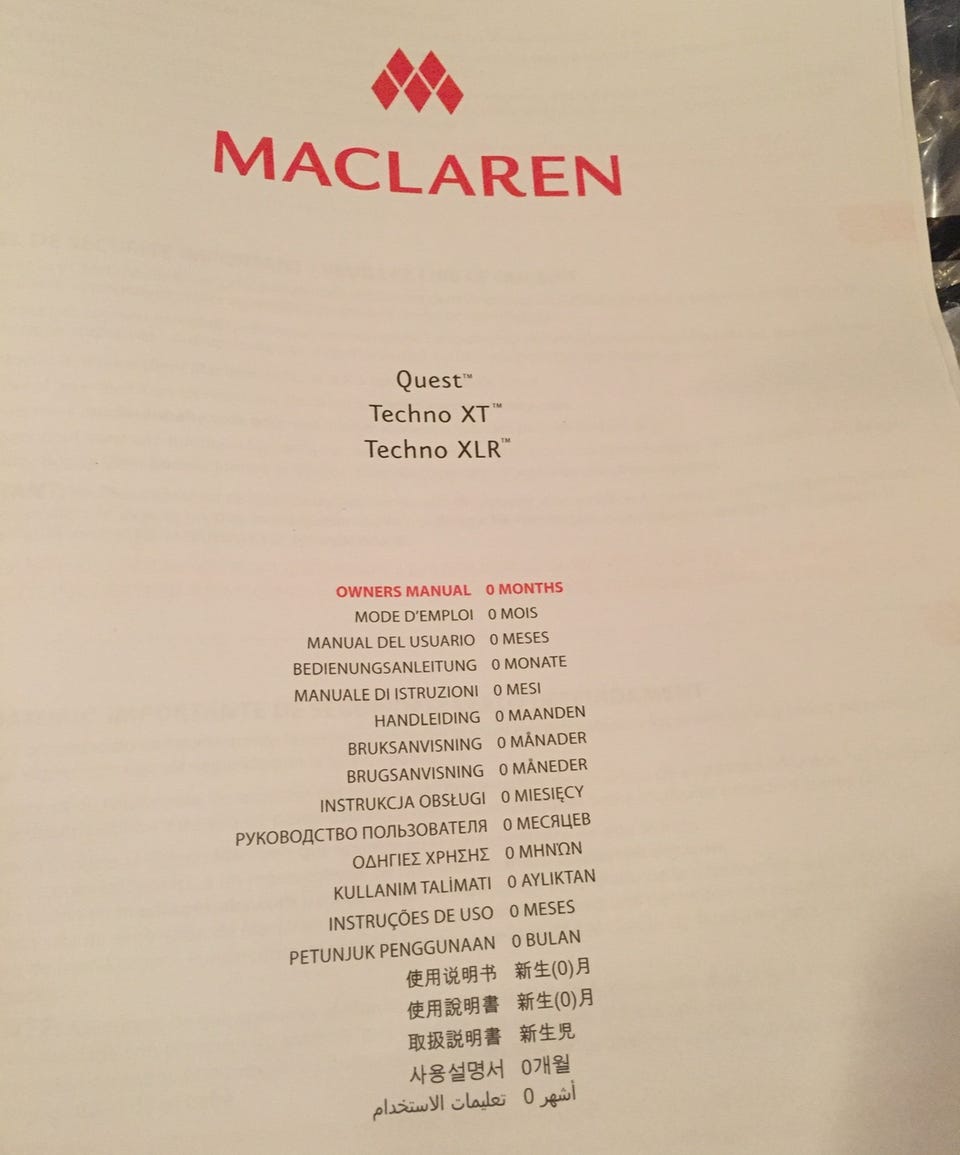 MACLAREN
Quest™
Techno XT™
Techno XLR™
OWNERS MANUAL 0 MONTHS
MODE D'EMPLOI 0 MOIS
MANUAL DEL USUARIO 0 MESES
BEDIENUNGSANLEITUNG 0 MONATE
MANUALE DI ISTRUZIONI 0 MESI
HANDLEIDING 0 MAANDEN
BRUKSANVISNING 0 MÅNADER
BRUGSANVISNING 0 MÅNEDER
INSTRUKCJA OBSŁUGI 0 MIESIĘCY
РУКОВОДСТВО ПОЛЬЗОВАТЕЛЯ 0 МЕСЯЦЕВ
ΟΔΗΓΙΕΣ ΧΡΗΣΗΣ 0 ΜΗΝΏΝ
KULLANIM TALİMATI 0 AYLIKTAN
INSTRUÇÕES DE USO 0 MESES
PETUNJUK PENGGUNAAN 0 BULAN
使用说明书 新生(0)月
使用說明書 新生(0)月
取扱説明書 新生児
사용설명서 0개월
تعليمات الاستخدام 0 أشهر